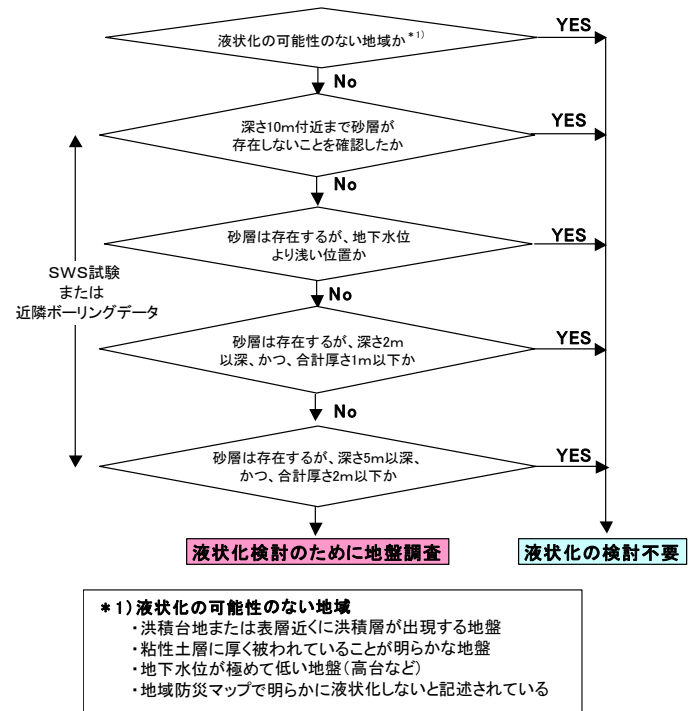 液状化の可能性のない地域か*1)
YES
No
深さ10m付近まで砂層が
存在しないことを確認したか
YES
No
砂層は存在するが、地下水位
より浅い位置か
YES
SWS試験
または
近隣ボーリングデータ
No
砂層は存在するが、深さ2m
以深、かつ、合計厚さ1m以下か
YES
No
砂層は存在するが、深さ5m以深、
かつ、合計厚さ2m以下か
YES
液状化検討のために地盤調査
液状化の検討不要
*1)液状化の可能性のない地域
・洪積台地または表層近くに洪積層が出現する地盤
・粘性土層に厚く被われていることが明らかな地盤
・地下水位が極めて低い地盤(高台など)
・地域防災マップで明らかに液状化しないと記述されている